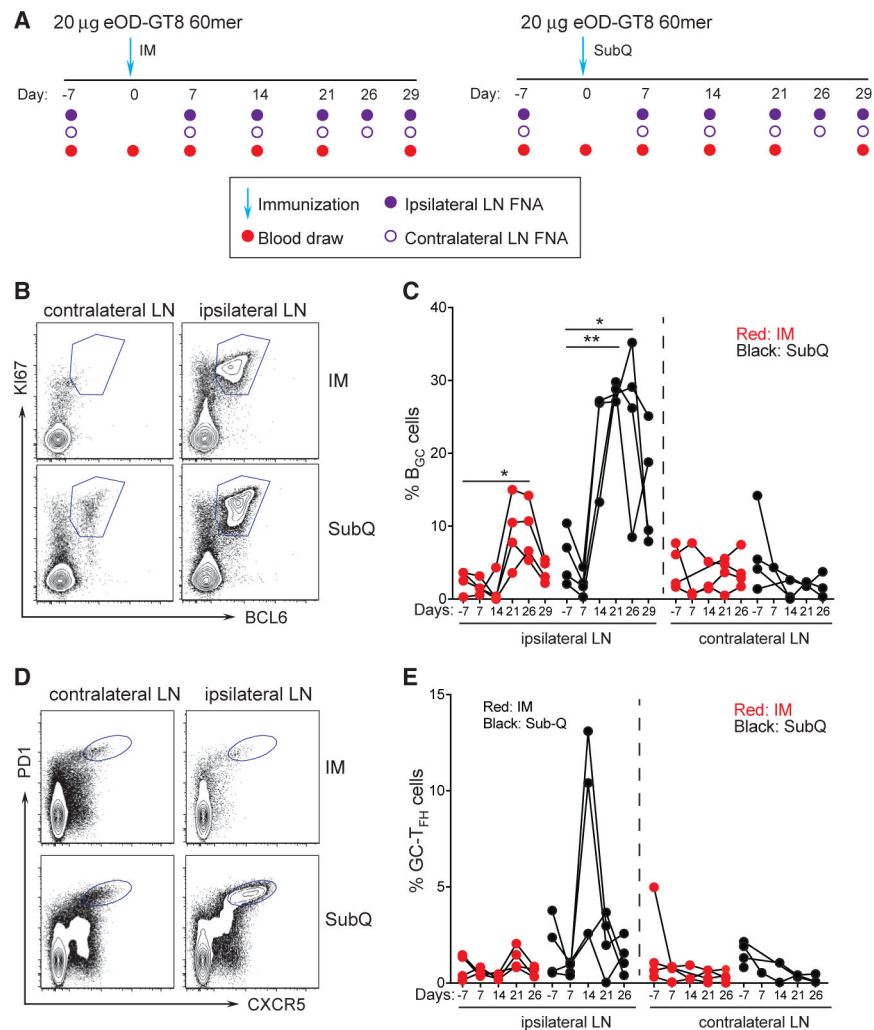 A
20 µg eOD-GT8 60mer
IM
Day: -7 0 7 14 21 26 29
20 µg eOD-GT8 60mer
SubQ
Day: -7 0 7 14 21 26 29
Immunization
Ipsilateral LN FNA
Blood draw
Contralateral LN FNA
B
contralateral LN ipsilateral LN
KI67
IM
SubQ
BCL6
C
40
30
20
10
0
% BGC cells
* ** *
Red: IM
Black: SubQ
Days: -7 7 14 21 26 29 -7 7 14 21 26 29 -7 7 14 21 26 -7 7 14 21 26
ipsilateral LN contralateral LN
D
contralateral LN ipsilateral LN
PD1
IM
SubQ
CXCR5
E
15
10
5
0
% GC-TFH cells
Red: IM
Black: Sub-Q
Red: IM
Black: SubQ
Days: -7 7 14 21 26 -7 7 14 21 26 -7 7 14 21 26 -7 7 14 21 26
ipsilateral LN contralateral LN